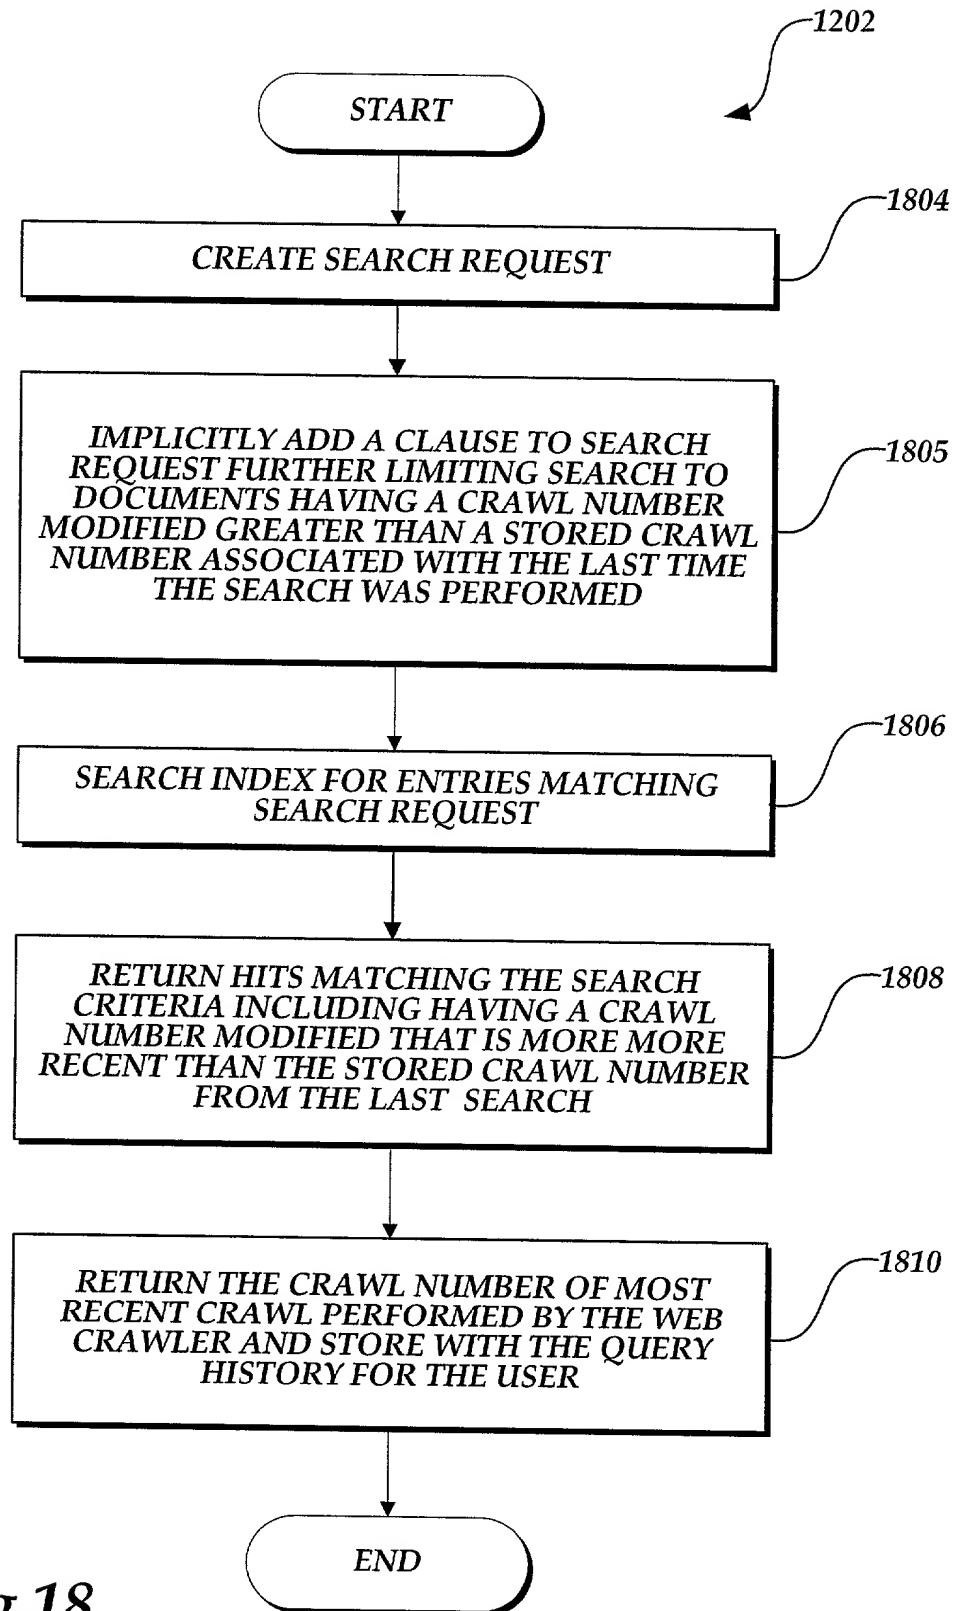 1202
START
1804
CREATE SEARCH REQUEST
IMPLICITLY ADD A CLAUSE TO SEARCH
REQUEST FURTHER LIMITING SEARCH TO
DOCUMENTS HAVING A CRAWL NUMBER
MODIFIED GREATER THAN A STORED CRAWL
NUMBER ASSOCIATED WITH THE LAST TIME
THE SEARCH WAS PERFORMED
1805
1806
SEARCH INDEX FOR ENTRIES MATCHING
SEARCH REQUEST
RETURN HITS MATCHING THE SEARCH
CRITERIA INCLUDING HAVING A CRAWL
NUMBER MODIFIED THAT IS MORE MORE
RECENT THAN THE STORED CRAWL NUMBER
FROM THE LAST SEARCH
1808
RETURN THE CRAWL NUMBER OF MOST
RECENT CRAWL PERFORMED BY THE WEB
CRAWLER AND STORE WITH THE QUERY
HISTORY FOR THE USER
1810
END
18